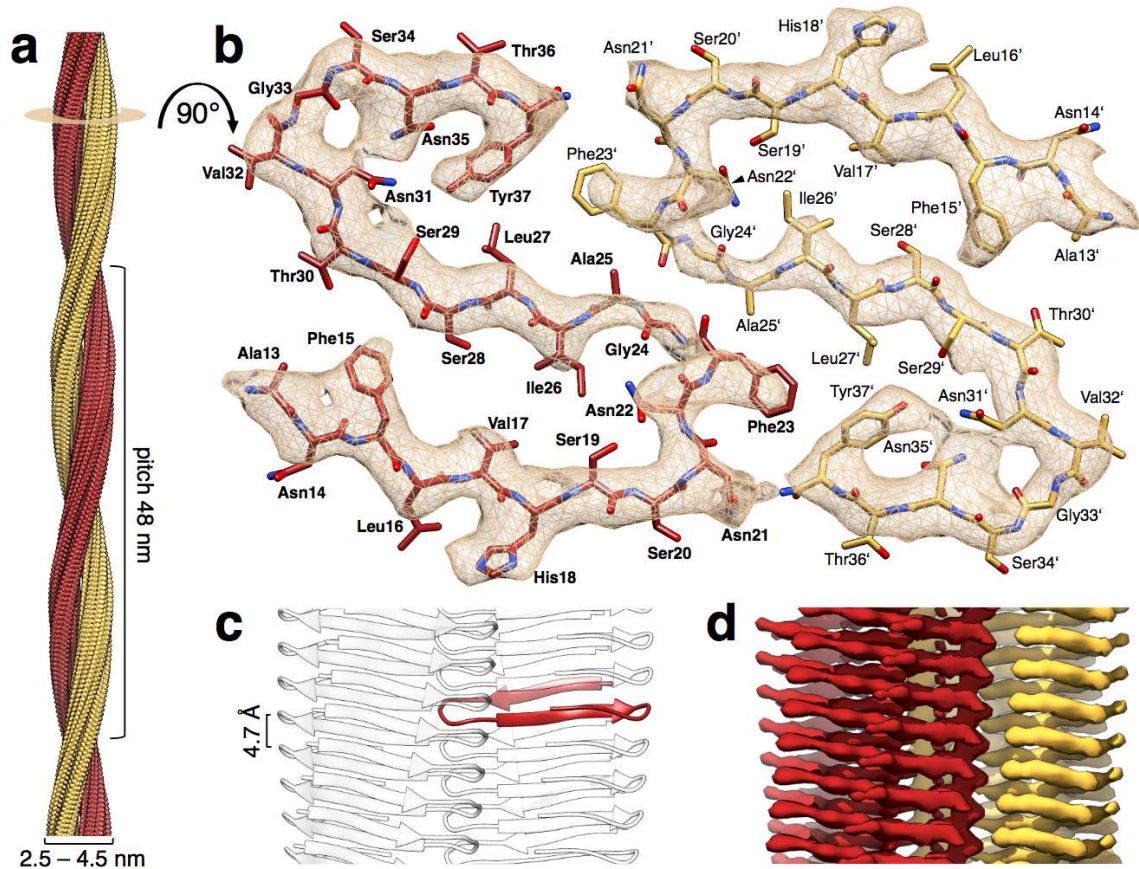 a
b
90°
pitch 48 nm
2.5 – 4.5 nm
Ser34
Thr36
Gly33
Asn35
Val32
Asn31
Tyr37
Ser29
Leu27
Thr30
Ala25
Phe15
Ala13
Ser28
Gly24
Ile26
Asn22
Val17
Ser19
Phe23
Asn14
Leu16
His18
Ser20
Asn21
His18’
Ser20’
Asn21’
Leu16’
Asn14‘
Ser19’
Phe23‘
Asn22‘
Val17’
Ile26’
Phe15’
Ser28‘
Gly24‘
Ala13‘
Ala25‘
Thr30‘
Leu27‘
Ser29‘
Tyr37‘
Asn31‘
Val32‘
Asn35‘
Gly33‘
Thr36‘
Ser34‘
c
4.7 Å
d